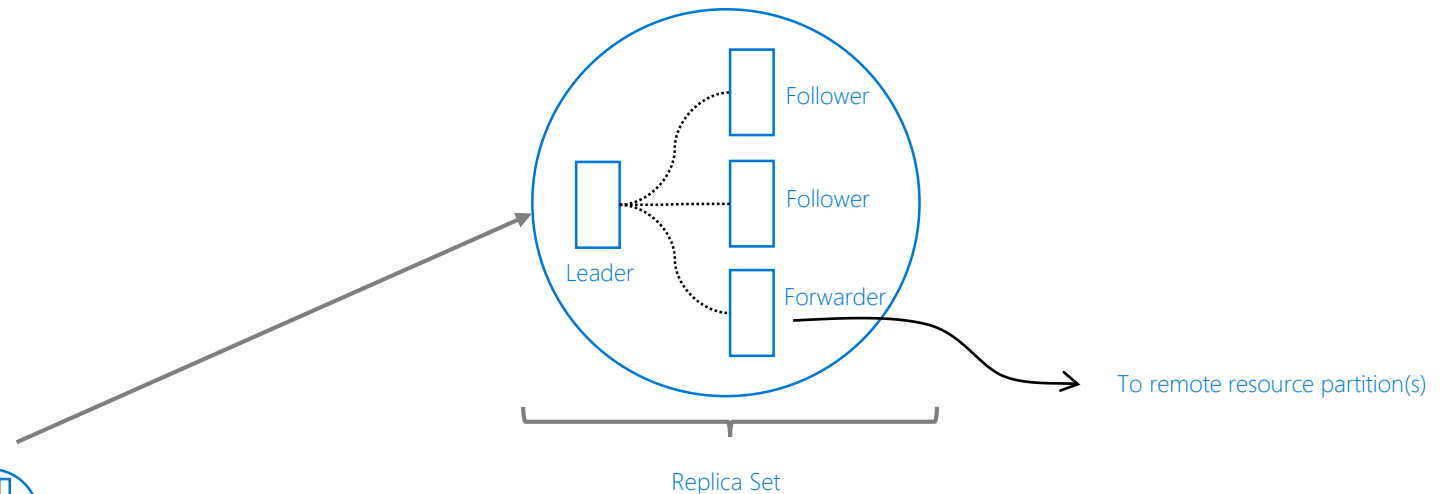 Follower
Follower
Leader
Forwarder
To remote resource partition(s)
Replica Set